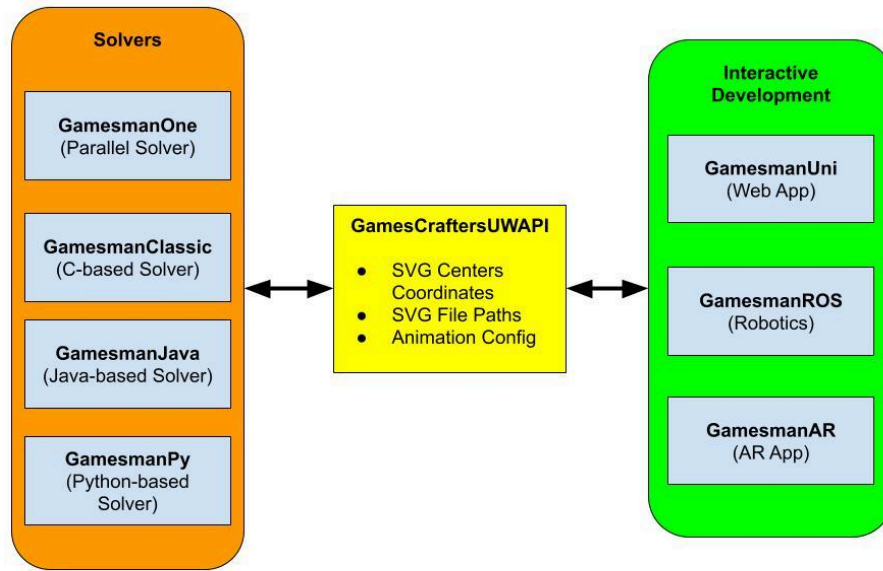 Solvers
GamesmanOne
(Parallel Solver)
GamesmanClassic
(C-based Solver)
GamesmanJava
(Java-based Solver)
GamesmanPy
(Python-based
Solver)
GamesCraftersUWAPI
● SVG Centers
Coordinates
● SVG File Paths
● Animation Config
Interactive
Development
GamesmanUni
(Web App)
GamesmanROS
(Robotics)
GamesmanAR
(AR App)